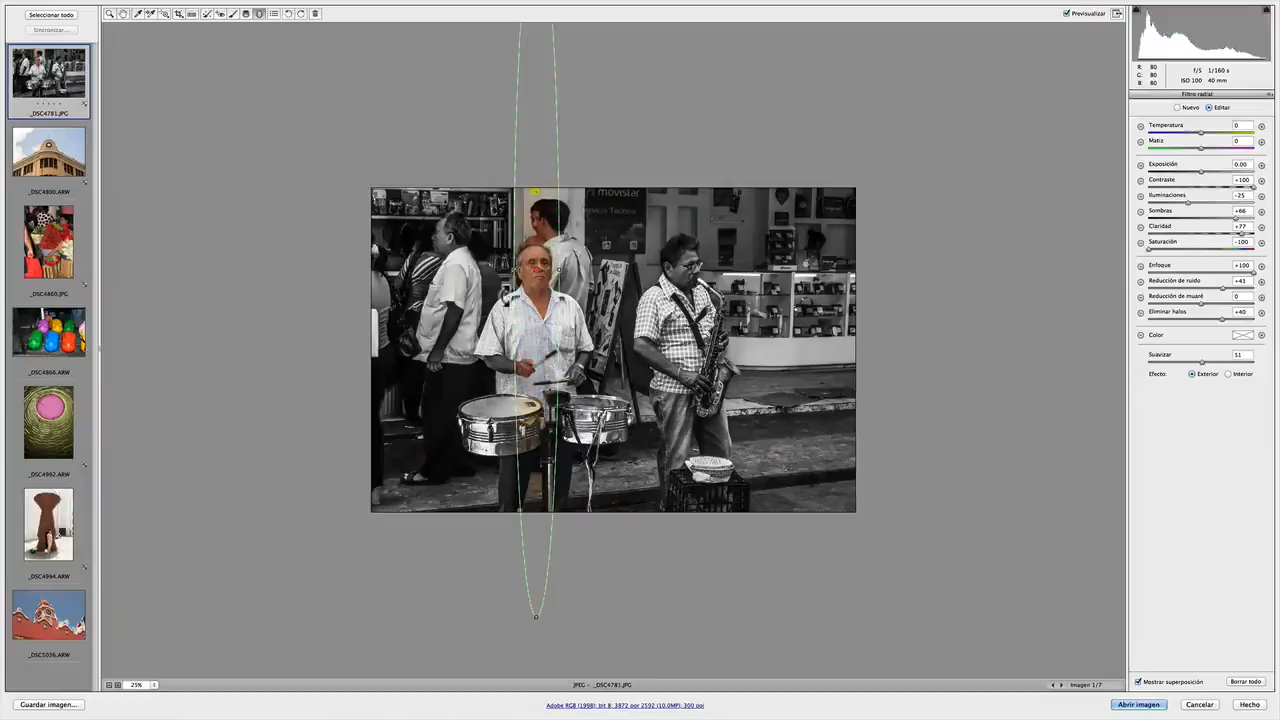 Seleccionar todo
Sincronizar...
_DSC4781.JPG
_DSC4800.ARW
_DSC4860.JPG
_DSC4866.ARW
_DSC4992.ARW
_DSC4994.ARW
_DSC5036.ARW
Guardar imagen...
movistar
Servicio Técnico
25%
JPEG - _DSC4781.JPG
Imagen 1/7
Adobe RGB (1998); bit 8; 3872 por 2592 (10.0MP); 300 ppi
Previsualizar
R: 80
G: 80
B: 80
f/5 1/160 s
ISO 100 40 mm
Filtro radial
Nuevo Editar
Temperatura 0
Matiz 0
Exposición 0.00
Contraste +100
Iluminaciones -25
Sombras +66
Claridad +77
Saturación -100
Enfoque +100
Reducción de ruido +41
Reducción de muaré 0
Eliminar halos +40
Color
Suavizar 51
Efecto: Exterior Interior
Mostrar superposición Borrar todo
Abrir imagen Cancelar Hecho